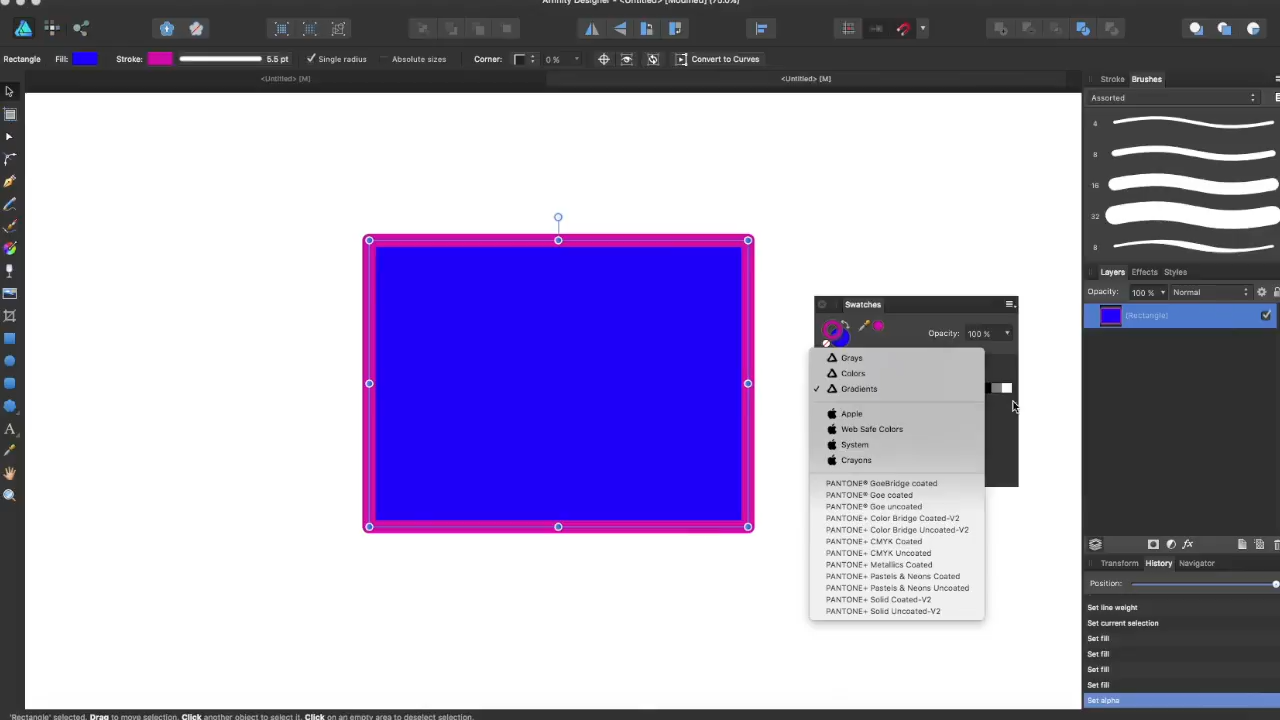 Affinity Designer - <Untitled> [Modified] (75.0%)
Rectangle Fill: Stroke: 5.5 pt Single radius Absolute sizes Corner: 0 % Convert to Curves
<Untitled> [M] <Untitled> [M]
Stroke Brushes
Assorted
4
8
16
32
8
Layers Effects Styles
Opacity: 100 % Normal
(Rectangle)
Swatches
Opacity: 100 %
Grays
Colors
Gradients
Apple
Web Safe Colors
System
Crayons
PANTONE® GoeBridge coated
PANTONE® Goe coated
PANTONE® Goe uncoated
PANTONE+ Color Bridge Coated-V2
PANTONE+ Color Bridge Uncoated-V2
PANTONE+ CMYK Coated
PANTONE+ CMYK Uncoated
PANTONE+ Metallics Coated
PANTONE+ Pastels & Neons Coated
PANTONE+ Pastels & Neons Uncoated
PANTONE+ Solid Coated-V2
PANTONE+ Solid Uncoated-V2
fx
Transform History Navigator
Position:
Set line weight
Set current selection
Set fill
Set fill
Set fill
Set fill
Set alpha
'Rectangle' selected. Drag to move selection. Click another object to select it. Click on an empty area to deselect selection.